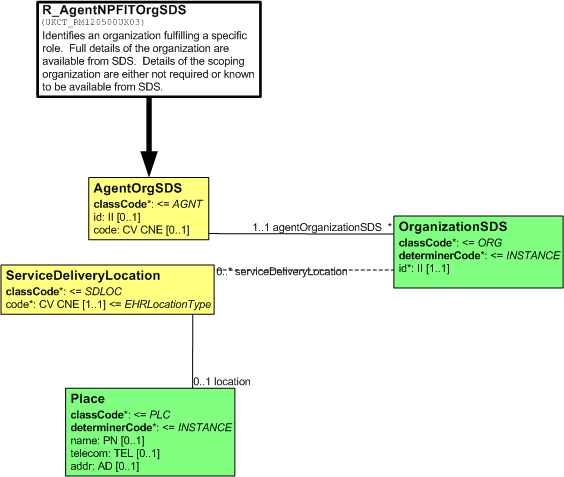 R_AgentNPFITOrgSDS
(UKCT_RM120500UK03)
Identifies an organization fulfilling a specific
role.  Full details of the organization are
available from SDS.  Details of the scoping
organization are either not required or known
to be available from SDS.
AgentOrgSDS
classCode*: <= AGNT
id: II [0..1]
code: CV CNE [0..1]
1..1 agentOrganizationSDS  *
OrganizationSDS
classCode*: <= ORG
determinerCode*: <= INSTANCE
id*: II [1..1]
0..* serviceDeliveryLocation
ServiceDeliveryLocation
classCode*: <= SDLOC
code*: CV CNE [1..1] <= EHRLocationType
0..1 location
Place
classCode*: <= PLC
determinerCode*: <= INSTANCE
name: PN [0..1]
telecom: TEL [0..1]
addr: AD [0..1]